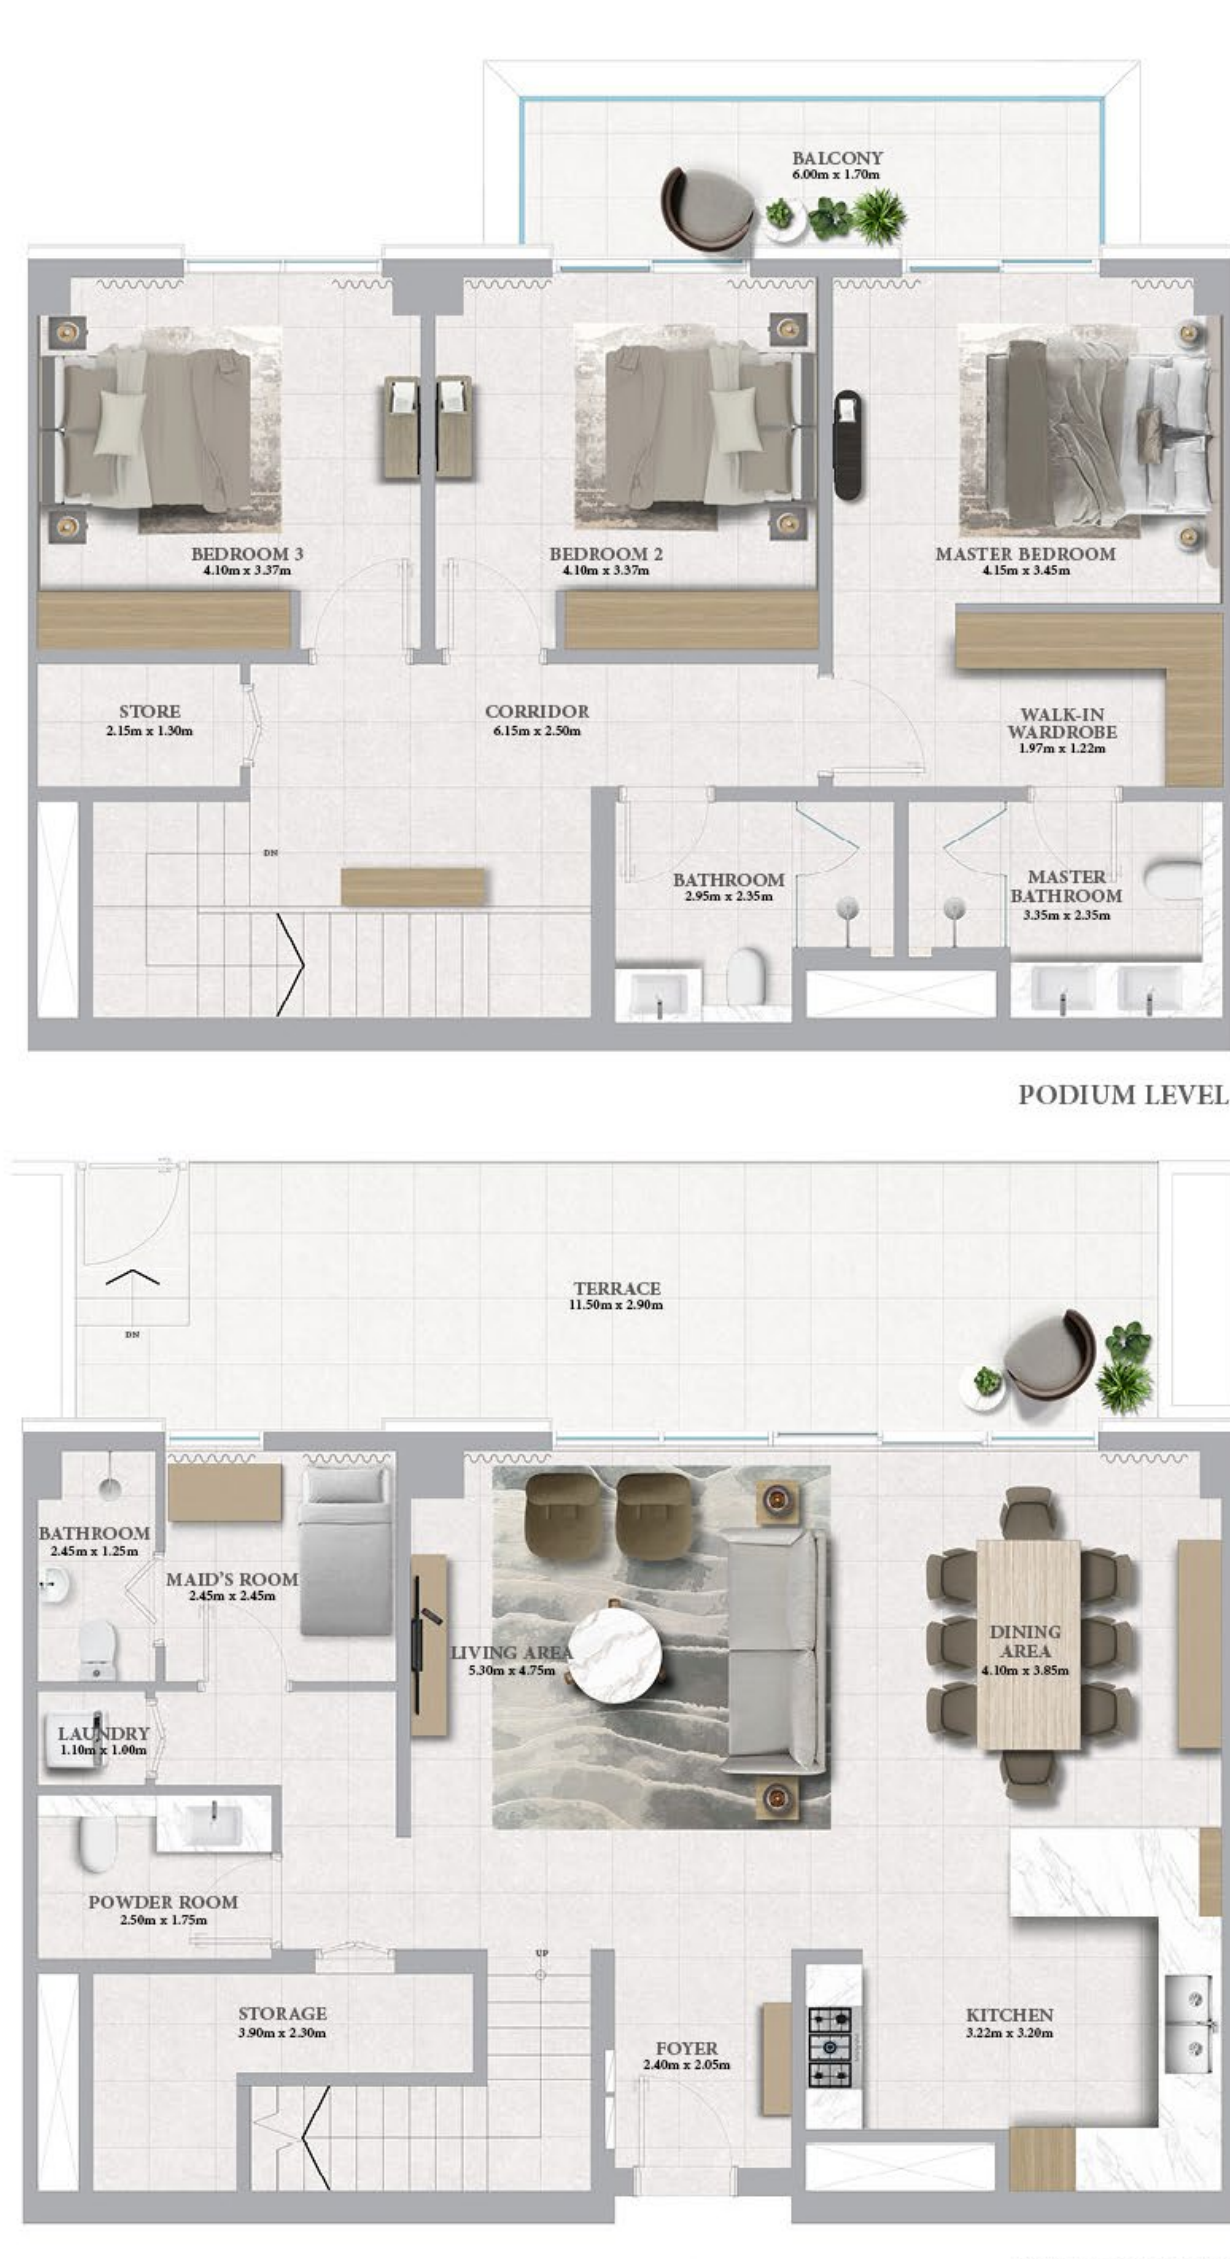 BALCONY
6.00m x 1.70m
BEDROOM 3
4.10m x 3.37m
BEDROOM 2
4.10m x 3.37m
MASTER BEDROOM
4.15m x 3.45m
STORE
2.15m x 1.30m
CORRIDOR
6.15m x 2.50m
WALK-IN
WARDROBE
1.97m x 1.22m
DN
BATHROOM
2.95m x 2.35m
MASTER
BATHROOM
3.35m x 2.35m
PODIUM LEVEL
TERRACE
11.50m x 2.90m
DN
BATHROOM
2.45m x 1.25m
MAID'S ROOM
2.45m x 2.45m
LIVING AREA
5.30m x 4.75m
DINING
AREA
4.10m x 3.85m
LAUNDRY
1.10m x 1.00m
POWDER ROOM
2.50m x 1.75m
UP
STORAGE
3.90m x 2.30m
FOYER
2.40m x 2.05m
KITCHEN
3.22m x 3.20m